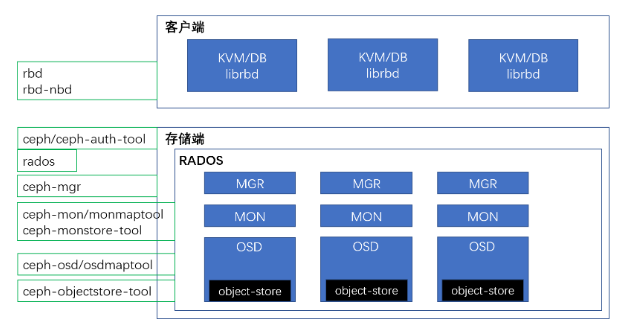 客户端
KVM/DB
librbd
KVM/DB
librbd
KVM/DB
librbd
rbd
rbd-nbd
ceph/ceph-auth-tool
存储端
rados
RADOS
ceph-mgr
MGR
MGR
MGR
ceph-mon/monmaptool
ceph-monstore-tool
MON
MON
MON
OSD
OSD
OSD
ceph-osd/osdmaptool
ceph-objectstore-tool
object-store
object-store
object-store